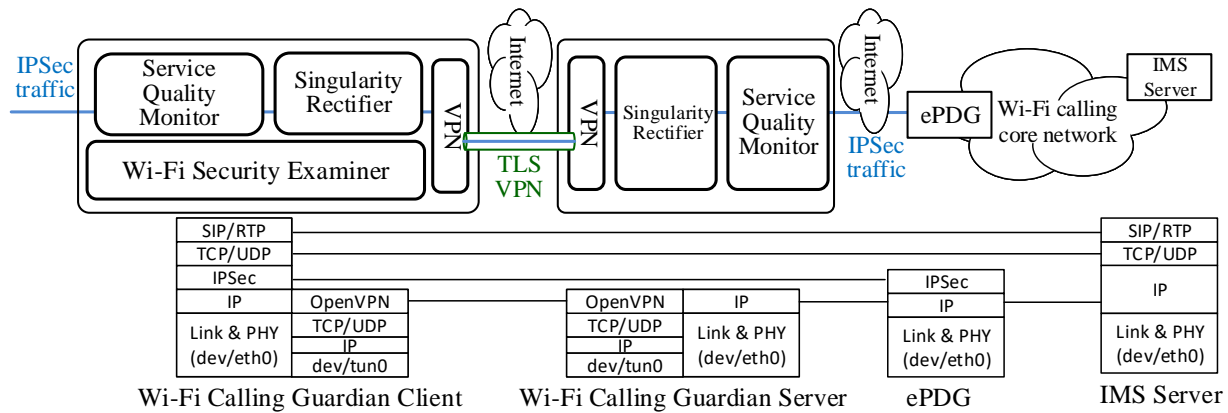 IPSec
traffic
Service
Quality
Monitor
Singularity
Rectifier
VPN
Wi-Fi Security Examiner
Internet
TLS
VPN
VPN
Singularity
Rectifier
Service
Quality
Monitor
Internet
IPSec
traffic
ePDG
Wi-Fi calling
core network
IMS
Server
SIP/RTP
TCP/UDP
IPSec
IP
Link & PHY
(dev/eth0)
OpenVPN
TCP/UDP
IP
dev/tun0
OpenVPN
TCP/UDP
IP
dev/tun0
IP
Link & PHY
(dev/eth0)
IPSec
IP
Link & PHY
(dev/eth0)
SIP/RTP
TCP/UDP
IP
Link & PHY
(dev/eth0)
Wi-Fi Calling Guardian Client
Wi-Fi Calling Guardian Server
ePDG
IMS Server